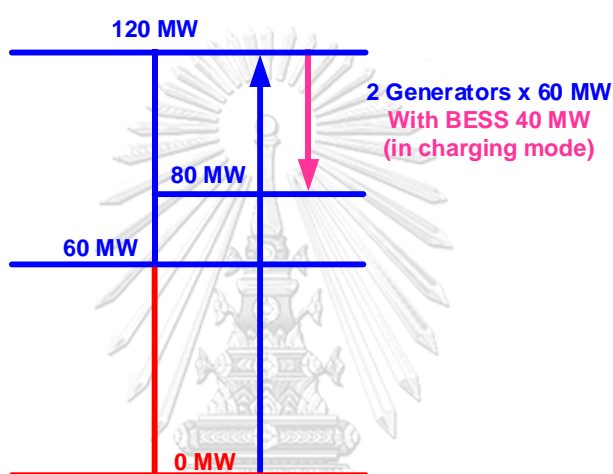 120 MW
2 Generators x 60 MW
With BESS 40 MW
(in charging mode)
80 MW
60 MW
0 MW